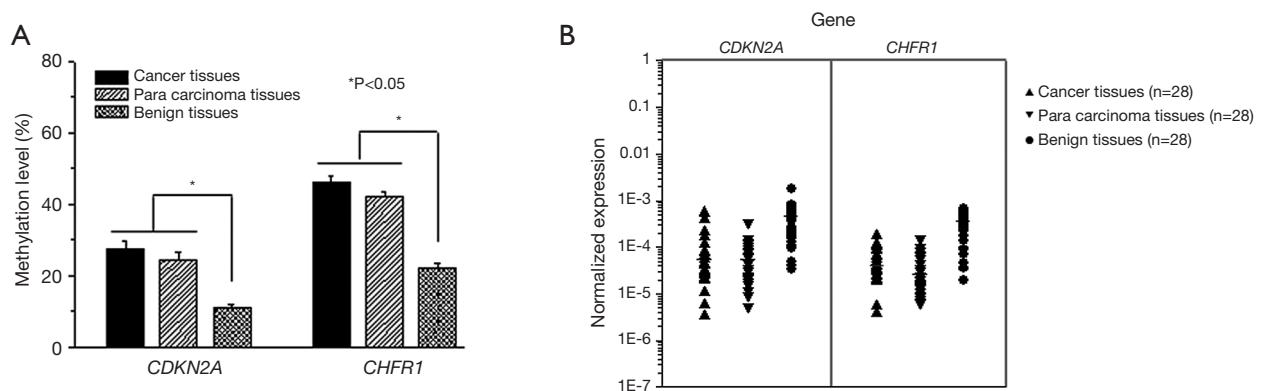 A
Methylation level (%)
80
60
40
20
0
Cancer tissues
Para carcinoma tissues
Benign tissues
*P<0.05
*
*
CDKN2A
CHFR1
B
Gene
CDKN2A
CHFR1
Normalized expression
1
0.1
0.01
1E-3
1E-4
1E-5
1E-6
1E-7
Cancer tissues (n=28)
Para carcinoma tissues (n=28)
Benign tissues (n=28)